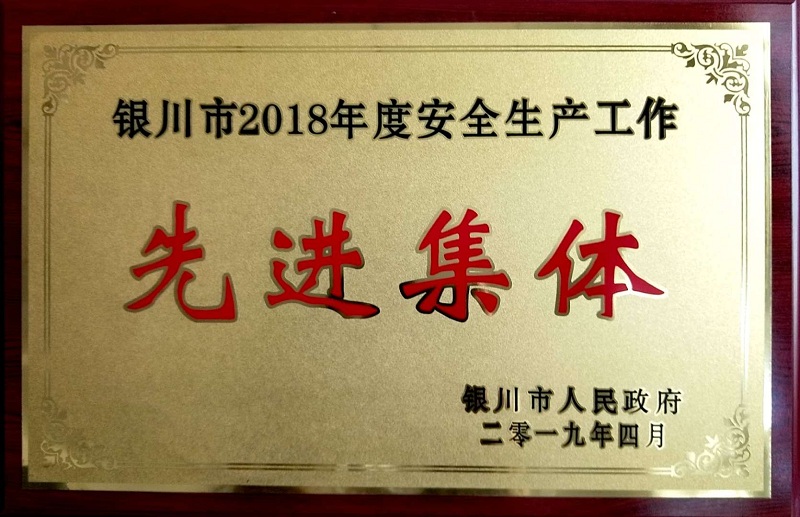 银川市2018年度安全生产工作
先进集体
银川市人民政府
二零一九年四月